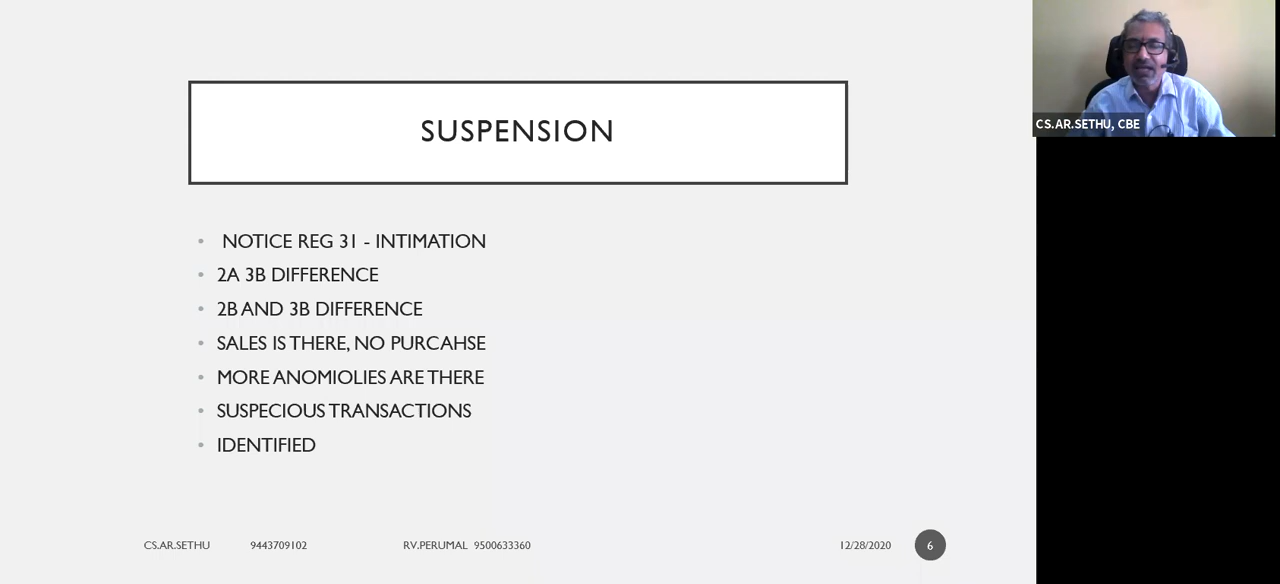 SUSPENSION
NOTICE REG 31 - INTIMATION
2A 3B DIFFERENCE
2B AND 3B DIFFERENCE
SALES IS THERE, NO PURCAHSE
MORE ANOMIOLIES ARE THERE
SUSPECIOUS TRANSACTIONS
IDENTIFIED
CS.AR.SETHU 9443709102 RV.PERUMAL 9500633360 12/28/2020 6
CS.AR.SETHU, CBE